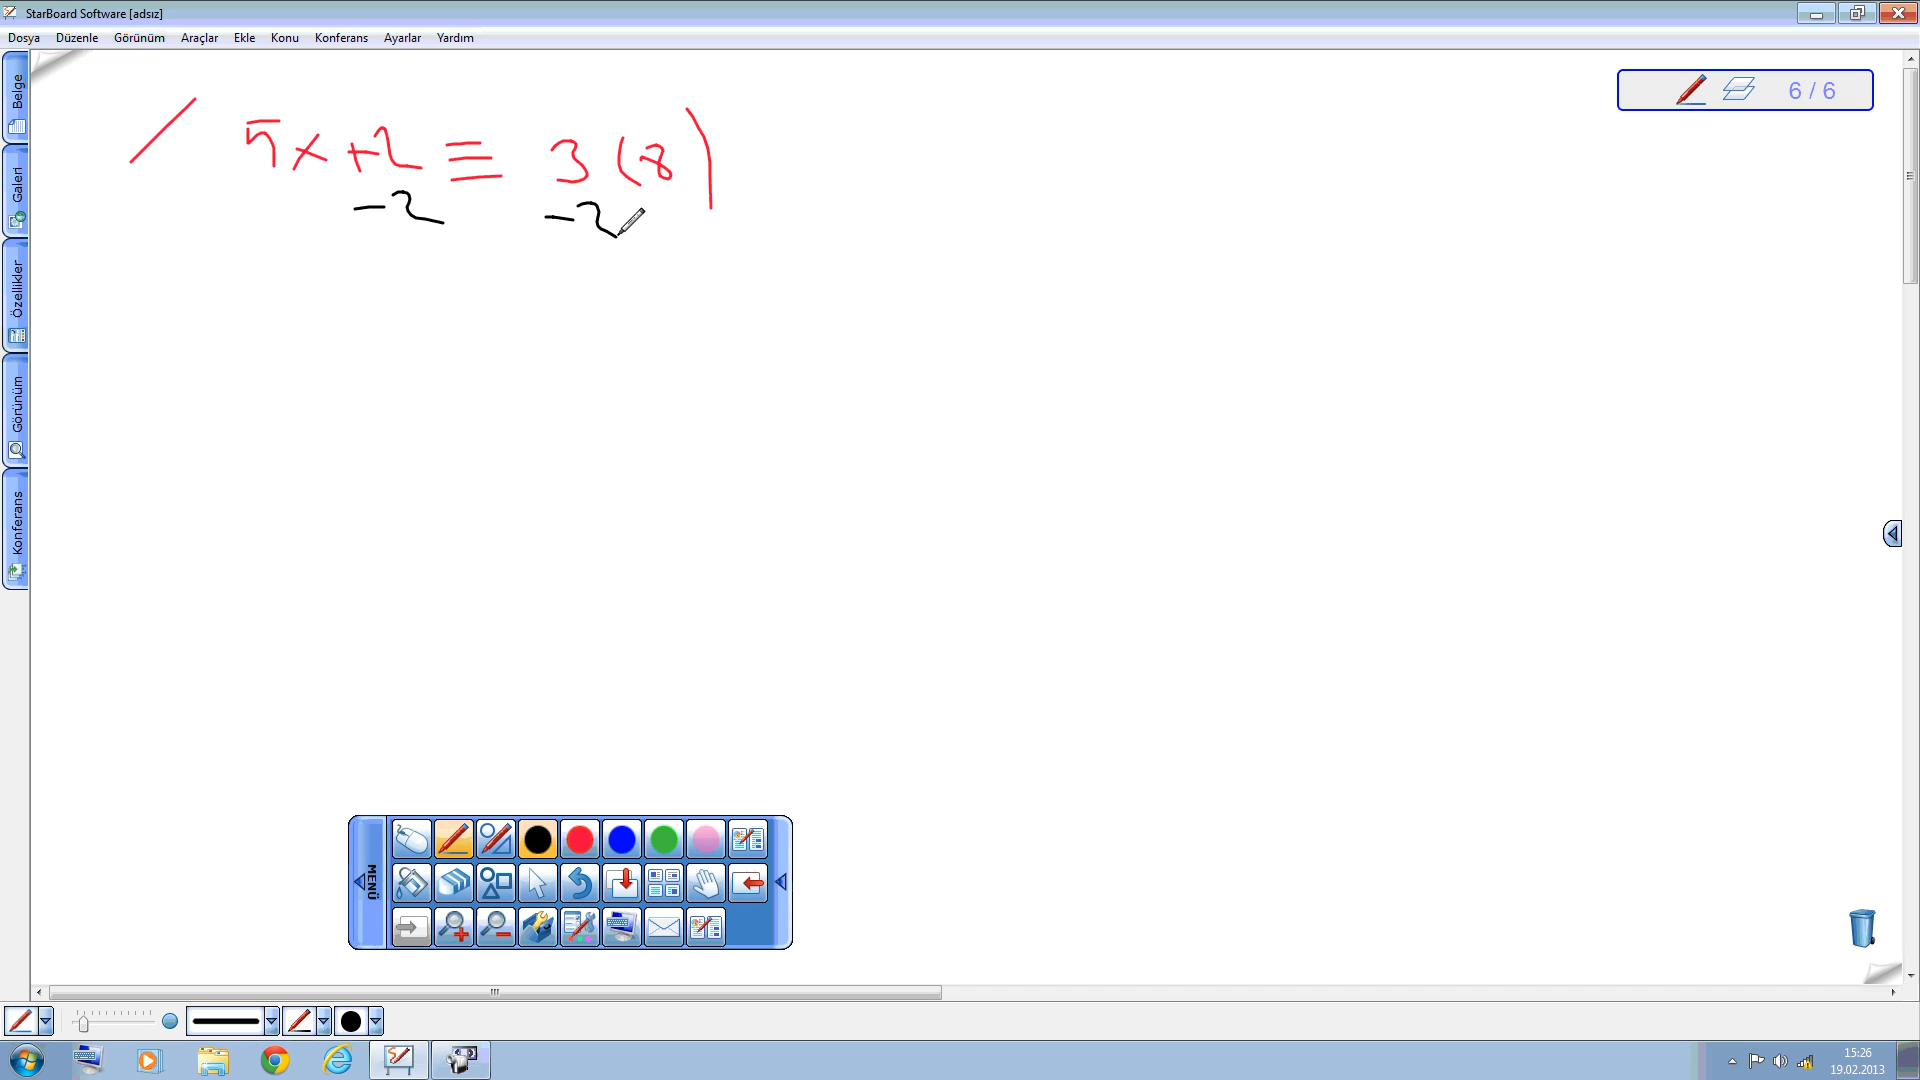 StarBoard Software [adsız]
Dosya Düzenle Görünüm Araçlar Ekle Konu Konferans Ayarlar Yardım
Belge
Galeri
Özellikler
Görünüm
Konferans
6 / 6
5x+2 ≡ 3 (8)
-2 -2
MENÜ
15:26
19.02.2013